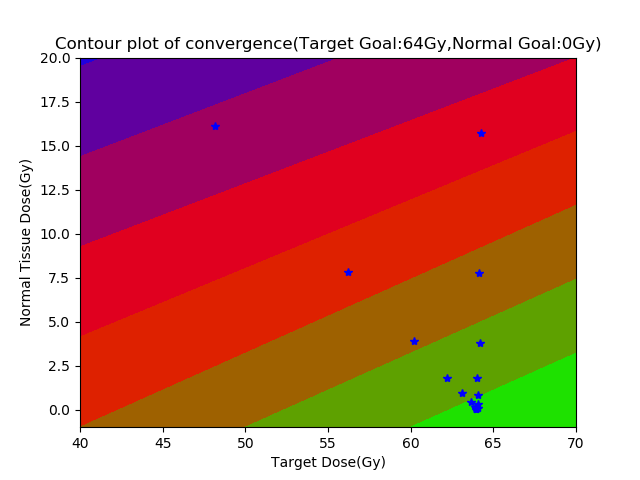 Contour plot of convergence(Target Goal:64Gy,Normal Goal:0Gy)
20.0
17.5
15.0
12.5
10.0
7.5
5.0
2.5
0.0
Normal Tissue Dose(Gy)
40 45 50 55 60 65 70
Target Dose(Gy)